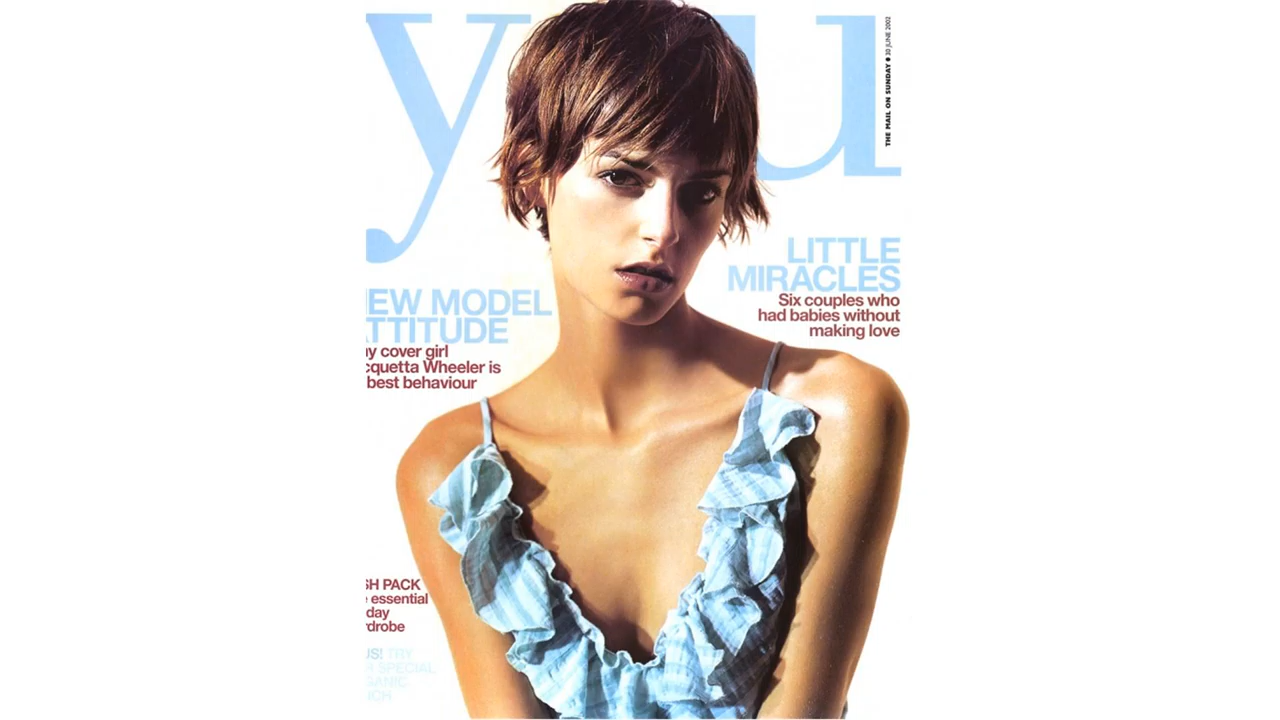 you
THE MAIL ON SUNDAY ● 30 JUNE 2002
LITTLE
MIRACLES
Six couples who
had babies without
making love
EW MODEL
TTITUDE
y cover girl
cquetta Wheeler is
best behaviour
SH PACK
e essential
day
rdrobe
US! TRY
R SPECIAL
GANIC
NCH